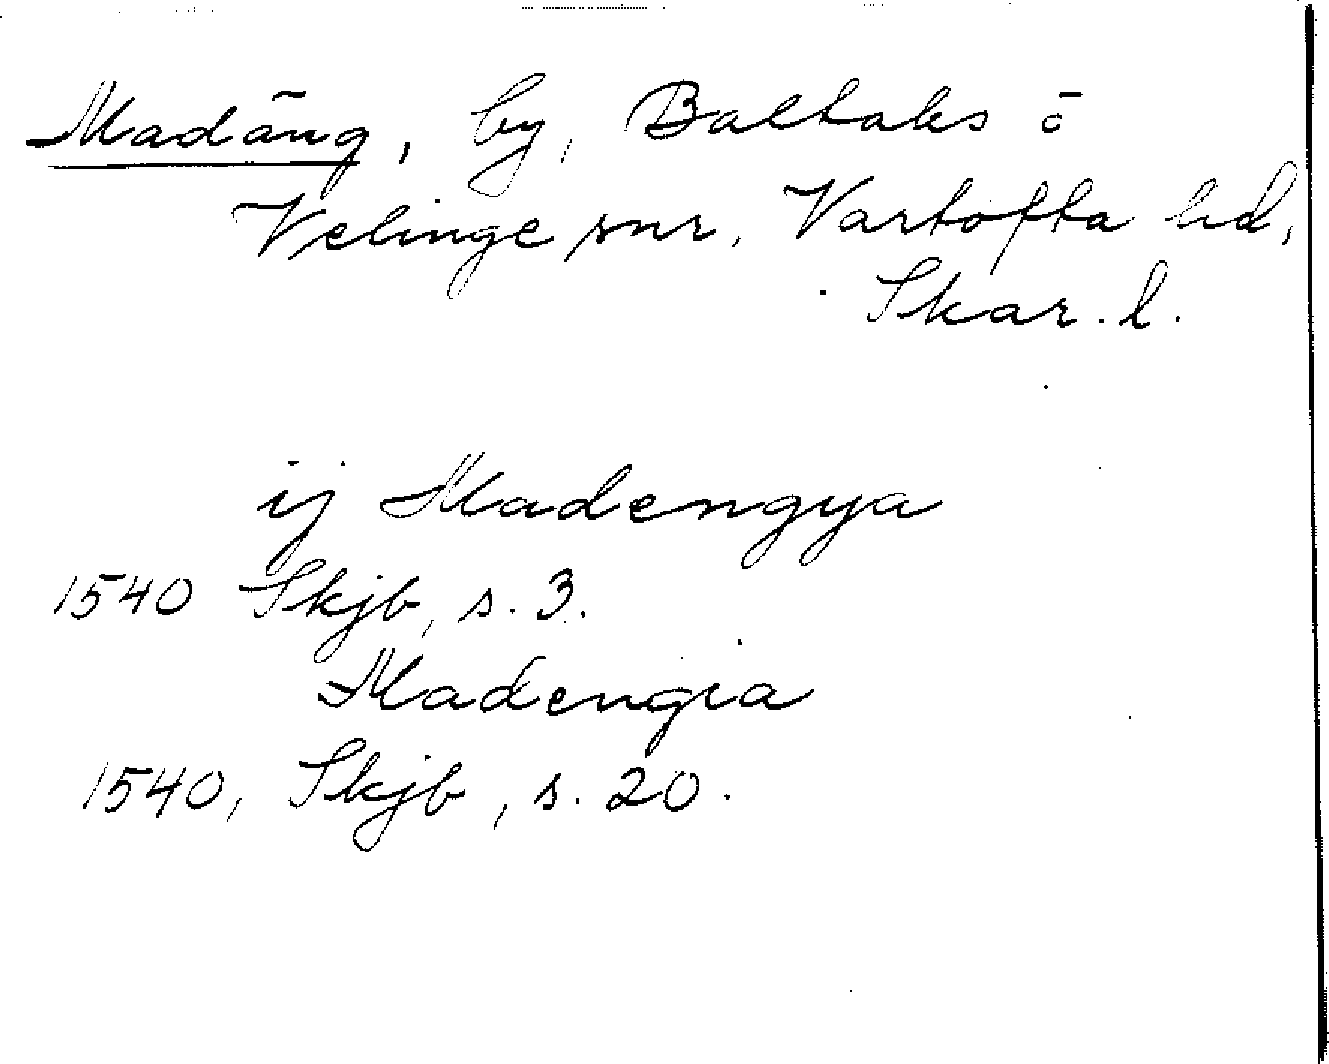 Madäng, by, Baltaks o
Velinge snr, Vartofta hd,
Skar. l.
ij Madengya
1540 Skjb, s. 3.
Madengia
1540, Skjb, s. 20.